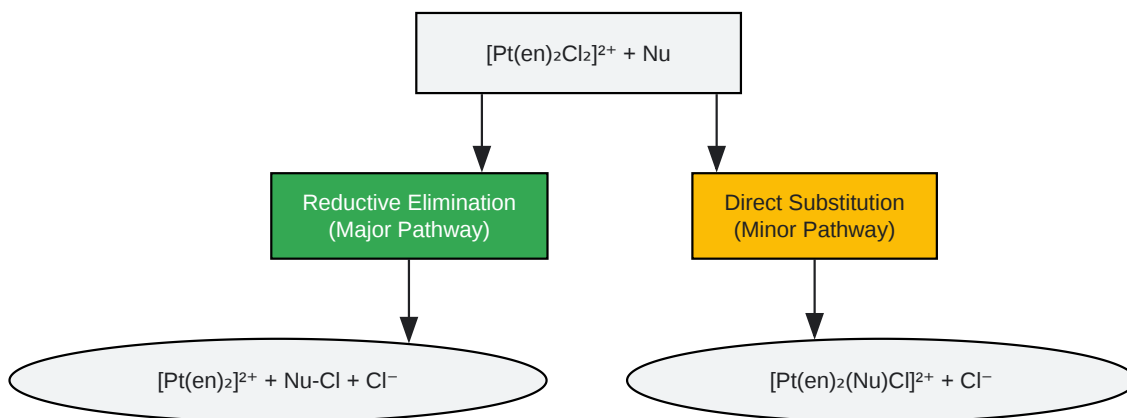 [Pt(en)₂Cl₂]²⁺ + Nu
Reductive Elimination
(Major Pathway)
Direct Substitution
(Minor Pathway)
[Pt(en)₂]²⁺ + Nu-Cl + Cl⁻
[Pt(en)₂(Nu)Cl]²⁺ + Cl⁻